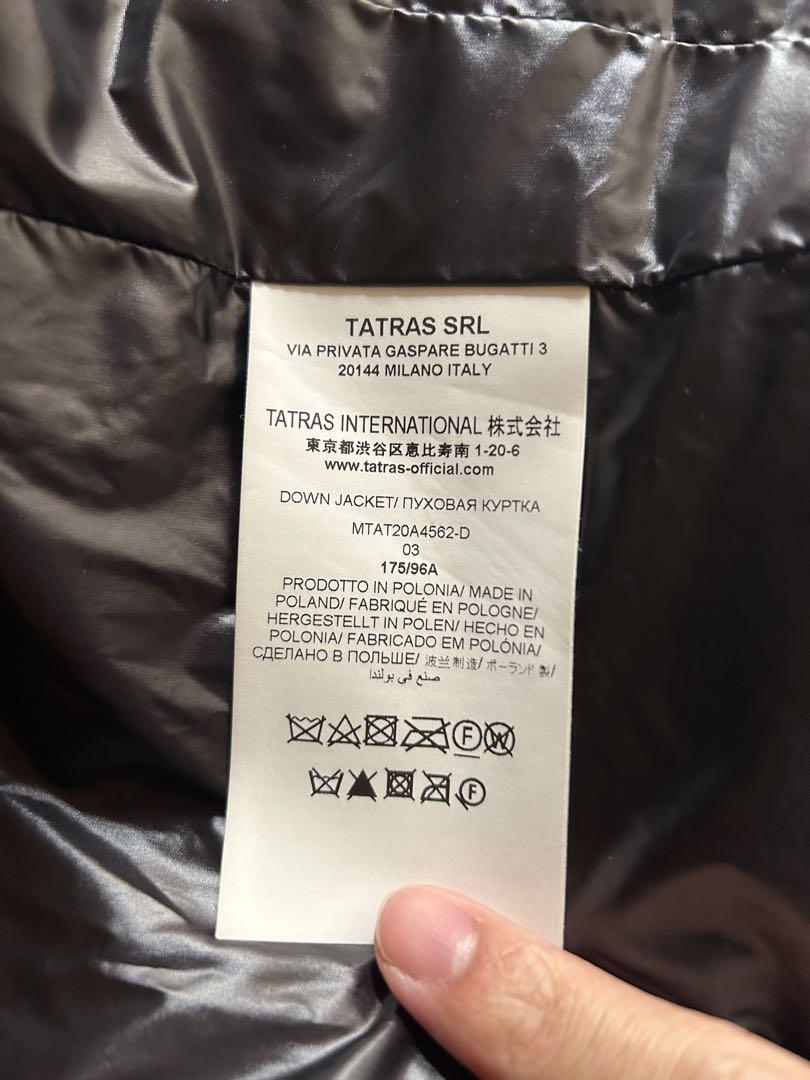 TATRAS SRL
VIA PRIVATA GASPARE BUGATTI 3
20144 MILANO ITALY
TATRAS INTERNATIONAL 株式会社
東京都渋谷区恵比寿南 1-20-6
www.tatras-official.com
DOWN JACKET/ ПУХОВАЯ КУРТКА
MTAT20A4562-D
03
175/96A
PRODOTTO IN POLONIA/ MADE IN
POLAND/ FABRIQUÉ EN POLOGNE/
HERGESTELLT IN POLEN/ HECHO EN
POLONIA/ FABRICADO EM POLÓNIA/
СДЕЛАНО В ПОЛЬШЕ/ 波兰制造/ ポーランド製/
صنع في بولندا
F W
F